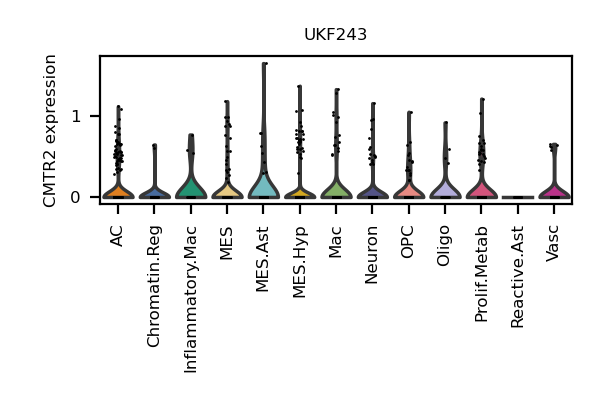 UKF243
CMTR2 expression
1
0
AC
Chromatin.Reg
Inflammatory.Mac
MES
MES.Ast
MES.Hyp
Mac
Neuron
OPC
Oligo
Prolif.Metab
Reactive.Ast
Vasc